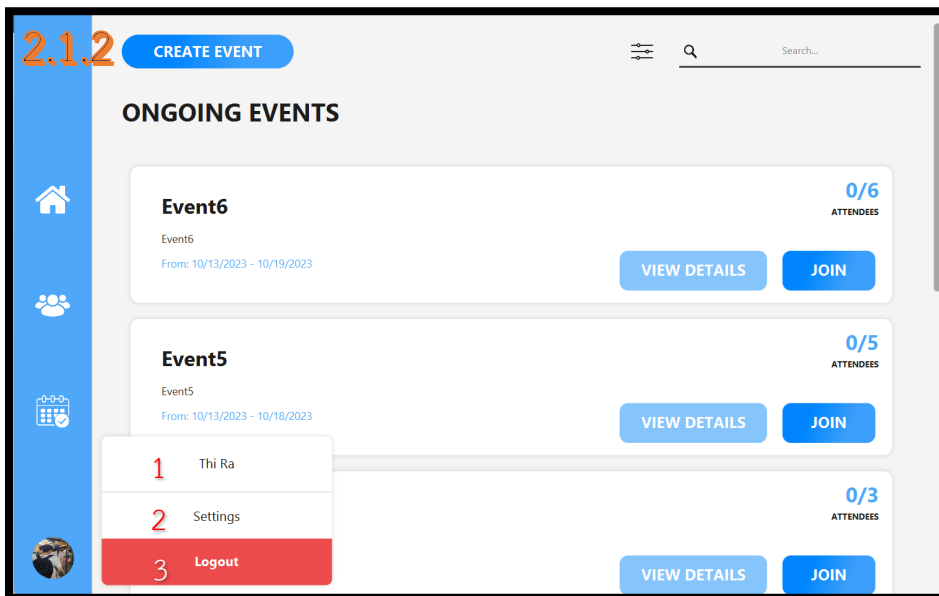 2.1.2
CREATE EVENT
Search...
ONGOING EVENTS
0/6
ATTENDEES
Event6
Event6
From: 10/13/2023 - 10/19/2023
VIEW DETAILS
JOIN
0/5
ATTENDEES
Event5
Event5
From: 10/13/2023 - 10/18/2023
VIEW DETAILS
JOIN
1 Thi Ra
2 Settings
3 Logout
0/3
ATTENDEES
VIEW DETAILS
JOIN